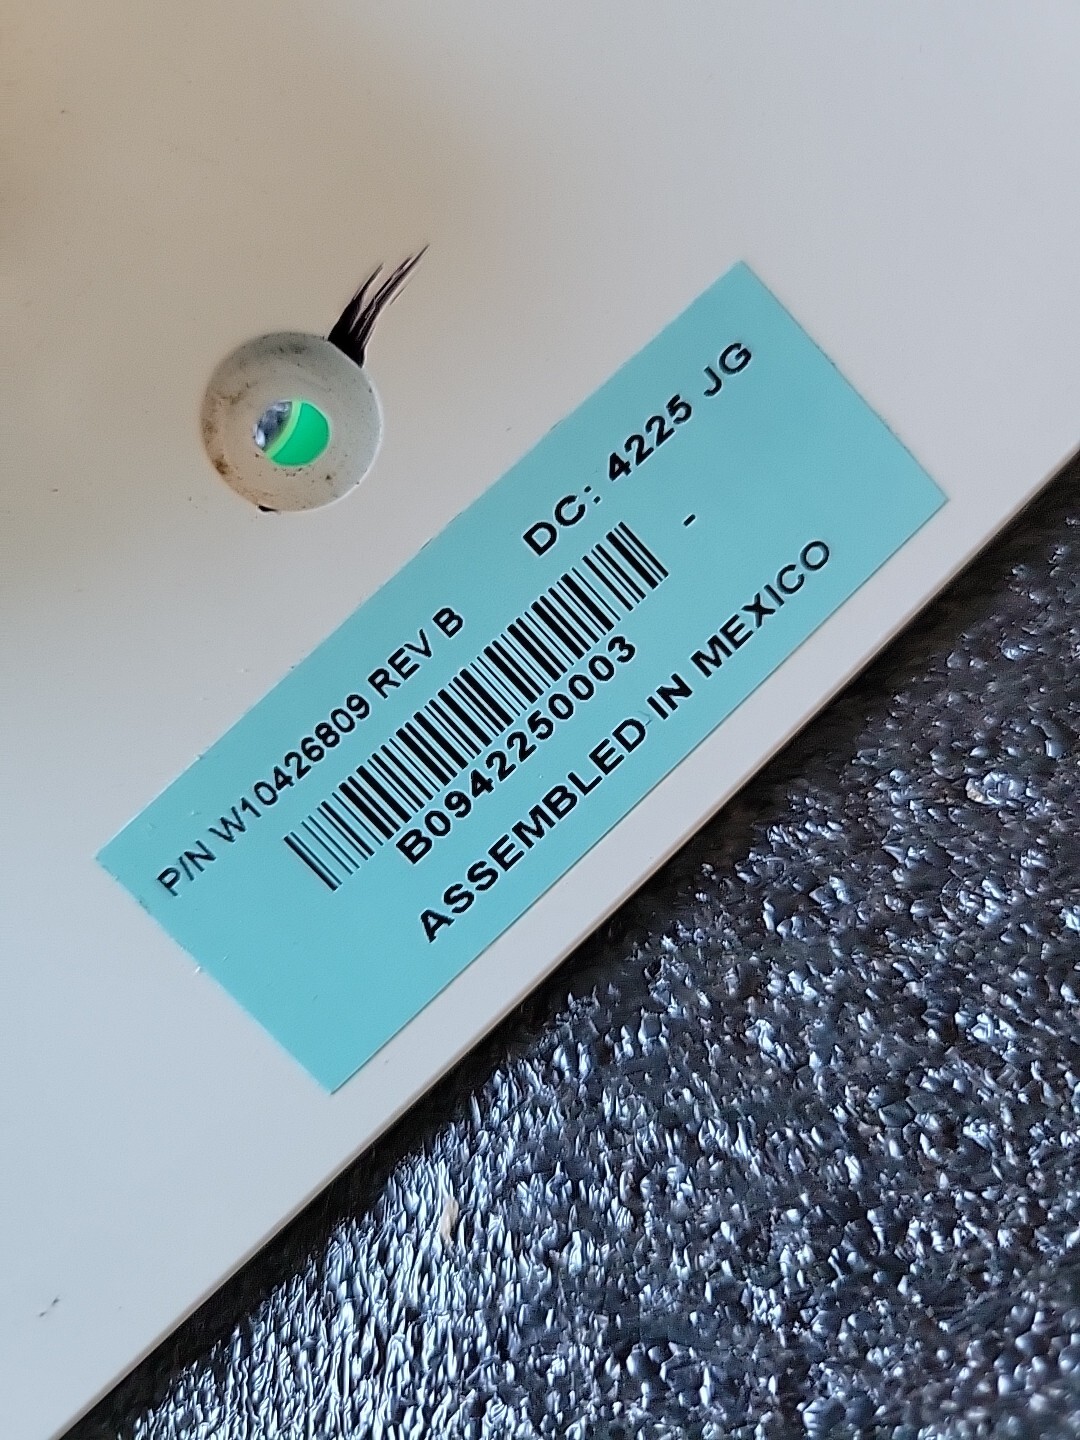 P/N W10426809 REV B DC: 4225 JG
-
B0942250003
ASSEMBLED IN MEXICO